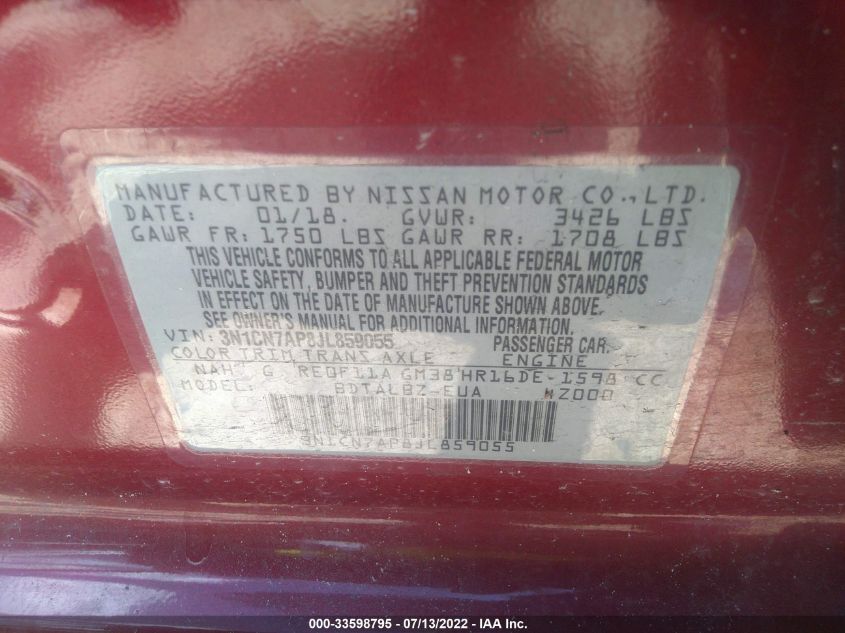 MANUFACTURED BY NISSAN MOTOR CO., LTD.
DATE: 01/18. GVWR: 3426 LBS
GAWR FR: 1750 LBS GAWR RR: 1708 LBS
THIS VEHICLE CONFORMS TO ALL APPLICABLE FEDERAL MOTOR
VEHICLE SAFETY, BUMPER AND THEFT PREVENTION STANDARDS
IN EFFECT ON THE DATE OF MANUFACTURE SHOWN ABOVE.
SEE OWNER'S MANUAL FOR ADDITIONAL INFORMATION
VIN: 3N1CN7AP8JL859055 PASSENGER CAR.
COLOR TRIM TRANS AXLE ENGINE
NAH G RE0F11A GM38 HR16DE-1598 CC
MODEL: BDTALBZ-EUA WZ000
3N1CN7AP8JL859055
000-33598795 - 07/13/2022 - IAA Inc.